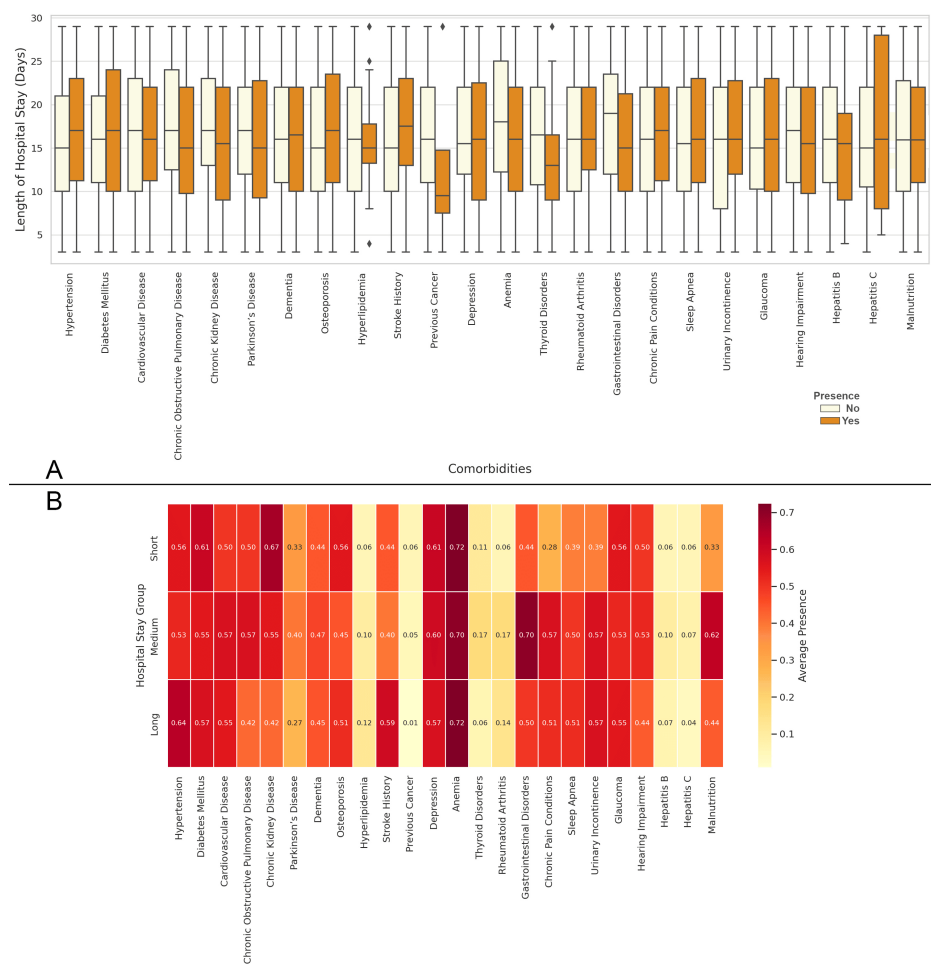 30
25
20
15
10
5
Length of Hospital Stay (Days)
Hypertension
Diabetes Mellitus
Cardiovascular Disease
Chronic Obstructive Pulmonary Disease
Chronic Kidney Disease
Parkinson's Disease
Dementia
Osteoporosis
Hyperlipidemia
Stroke History
Previous Cancer
Depression
Anemia
Thyroid Disorders
Rheumatoid Arthritis
Gastrointestinal Disorders
Chronic Pain Conditions
Sleep Apnea
Urinary Incontinence
Glaucoma
Hearing Impairment
Hepatitis B
Hepatitis C
Malnutrition
Presence
No
Yes
A
Comorbidities
B
Hospital Stay Group
Short
0.56 0.61 0.50 0.50 0.67 0.33 0.44 0.56 0.06 0.44 0.06 0.61 0.72 0.11 0.06 0.44 0.28 0.39 0.39 0.56 0.50 0.06 0.06 0.33
Medium
0.53 0.55 0.57 0.57 0.55 0.40 0.47 0.45 0.10 0.40 0.05 0.60 0.70 0.17 0.17 0.70 0.57 0.50 0.57 0.53 0.53 0.10 0.07 0.62
Long
0.64 0.57 0.55 0.42 0.42 0.27 0.45 0.51 0.12 0.59 0.01 0.57 0.72 0.06 0.14 0.50 0.51 0.51 0.57 0.55 0.44 0.07 0.04 0.44
0.7
0.6
0.5
0.4
0.3
0.2
0.1
Average Presence
Hypertension
Diabetes Mellitus
Cardiovascular Disease
Chronic Obstructive Pulmonary Disease
Chronic Kidney Disease
Parkinson's Disease
Dementia
Osteoporosis
Hyperlipidemia
Stroke History
Previous Cancer
Depression
Anemia
Thyroid Disorders
Rheumatoid Arthritis
Gastrointestinal Disorders
Chronic Pain Conditions
Sleep Apnea
Urinary Incontinence
Glaucoma
Hearing Impairment
Hepatitis B
Hepatitis C
Malnutrition